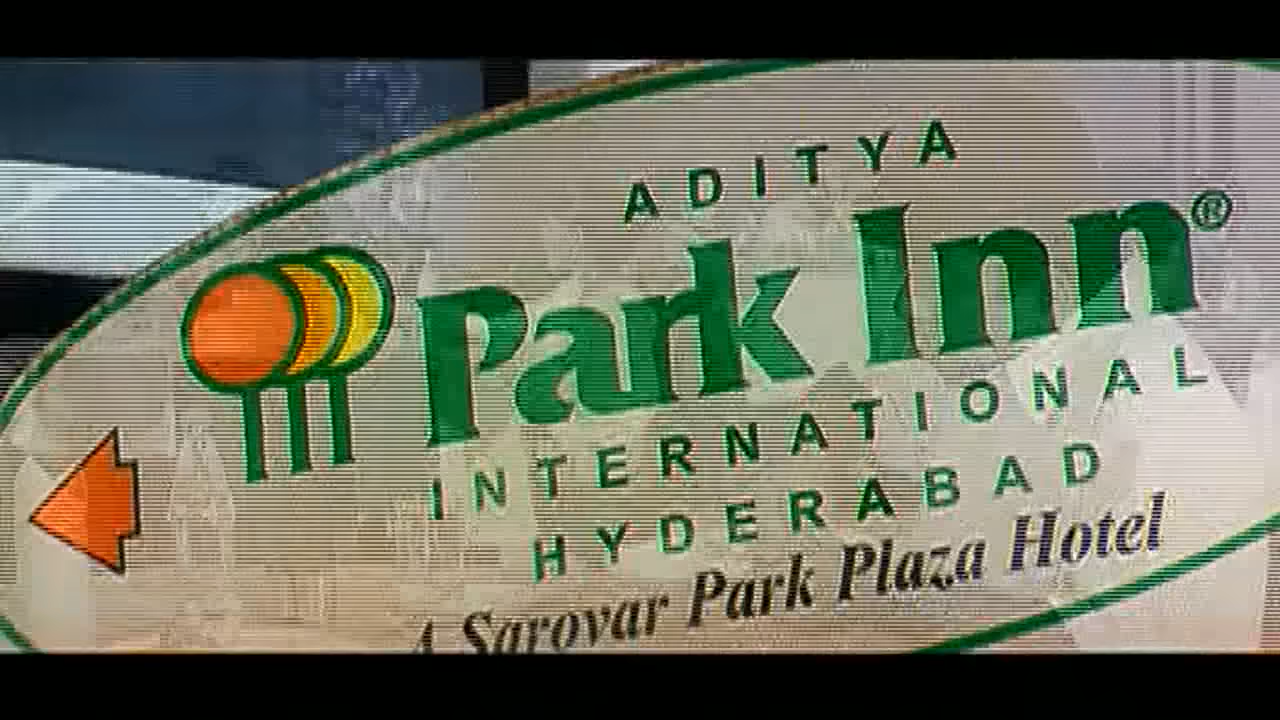 ADITYA
Park Inn®
INTERNATIONAL
HYDERABAD
A Sarovar Park Plaza Hotel